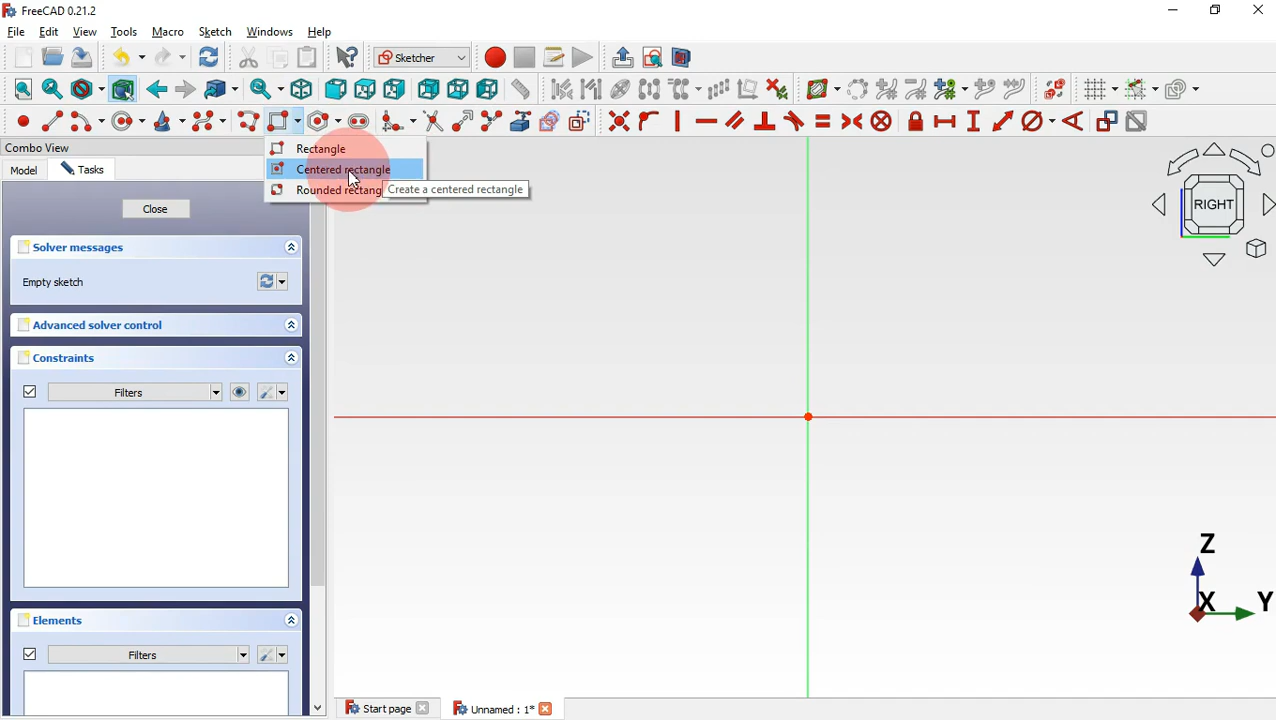 FreeCAD 0.21.2
File Edit View Tools Macro Sketch Windows Help
Sketcher
Combo View
Rectangle
Centered rectangle
Rounded rectang
Create a centered rectangle
Model Tasks
Close
Solver messages
Empty sketch
Advanced solver control
Constraints
Filters
Elements
Filters
RIGHT
Z
X
Y
Start page
Unnamed : 1*